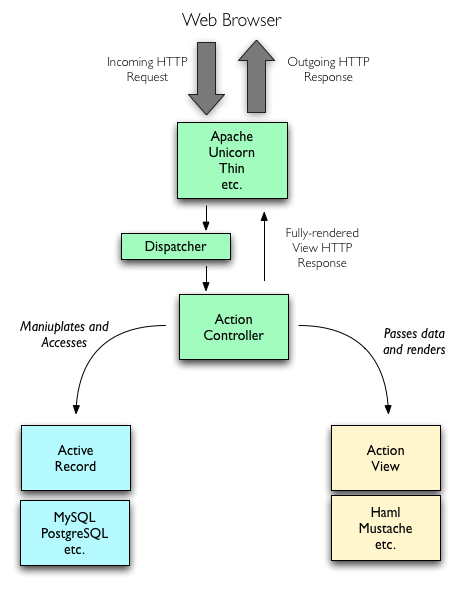 Web Browser
Incoming HTTP
Request
Outgoing HTTP
Response
Apache
Unicorn
Thin
etc.
Dispatcher
Fully-rendered
View HTTP
Response
Action
Controller
Maniuplates and
Accesses
Passes data
and renders
Active
Record
Action
View
MySQL
PostgreSQL
etc.
Haml
Mustache
etc.